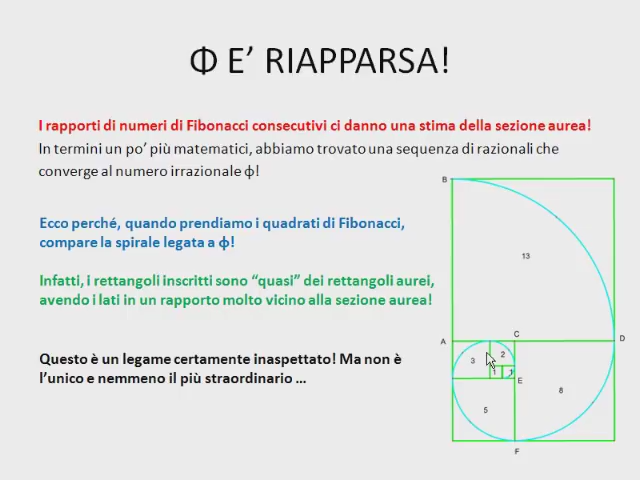 Φ E’ RIAPPARSA!
I rapporti di numeri di Fibonacci consecutivi ci danno una stima della sezione aurea!
In termini un po’ più matematici, abbiamo trovato una sequenza di razionali che
converge al numero irrazionale φ!
Ecco perché, quando prendiamo i quadrati di Fibonacci,
compare la spirale legata a φ!
Infatti, i rettangoli inscritti sono “quasi” dei rettangoli aurei,
avendo i lati in un rapporto molto vicino alla sezione aurea!
Questo è un legame certamente inaspettato! Ma non è
l’unico e nemmeno il più straordinario ...
B
13
A
C
D
3
2
1
1
E
8
5
F